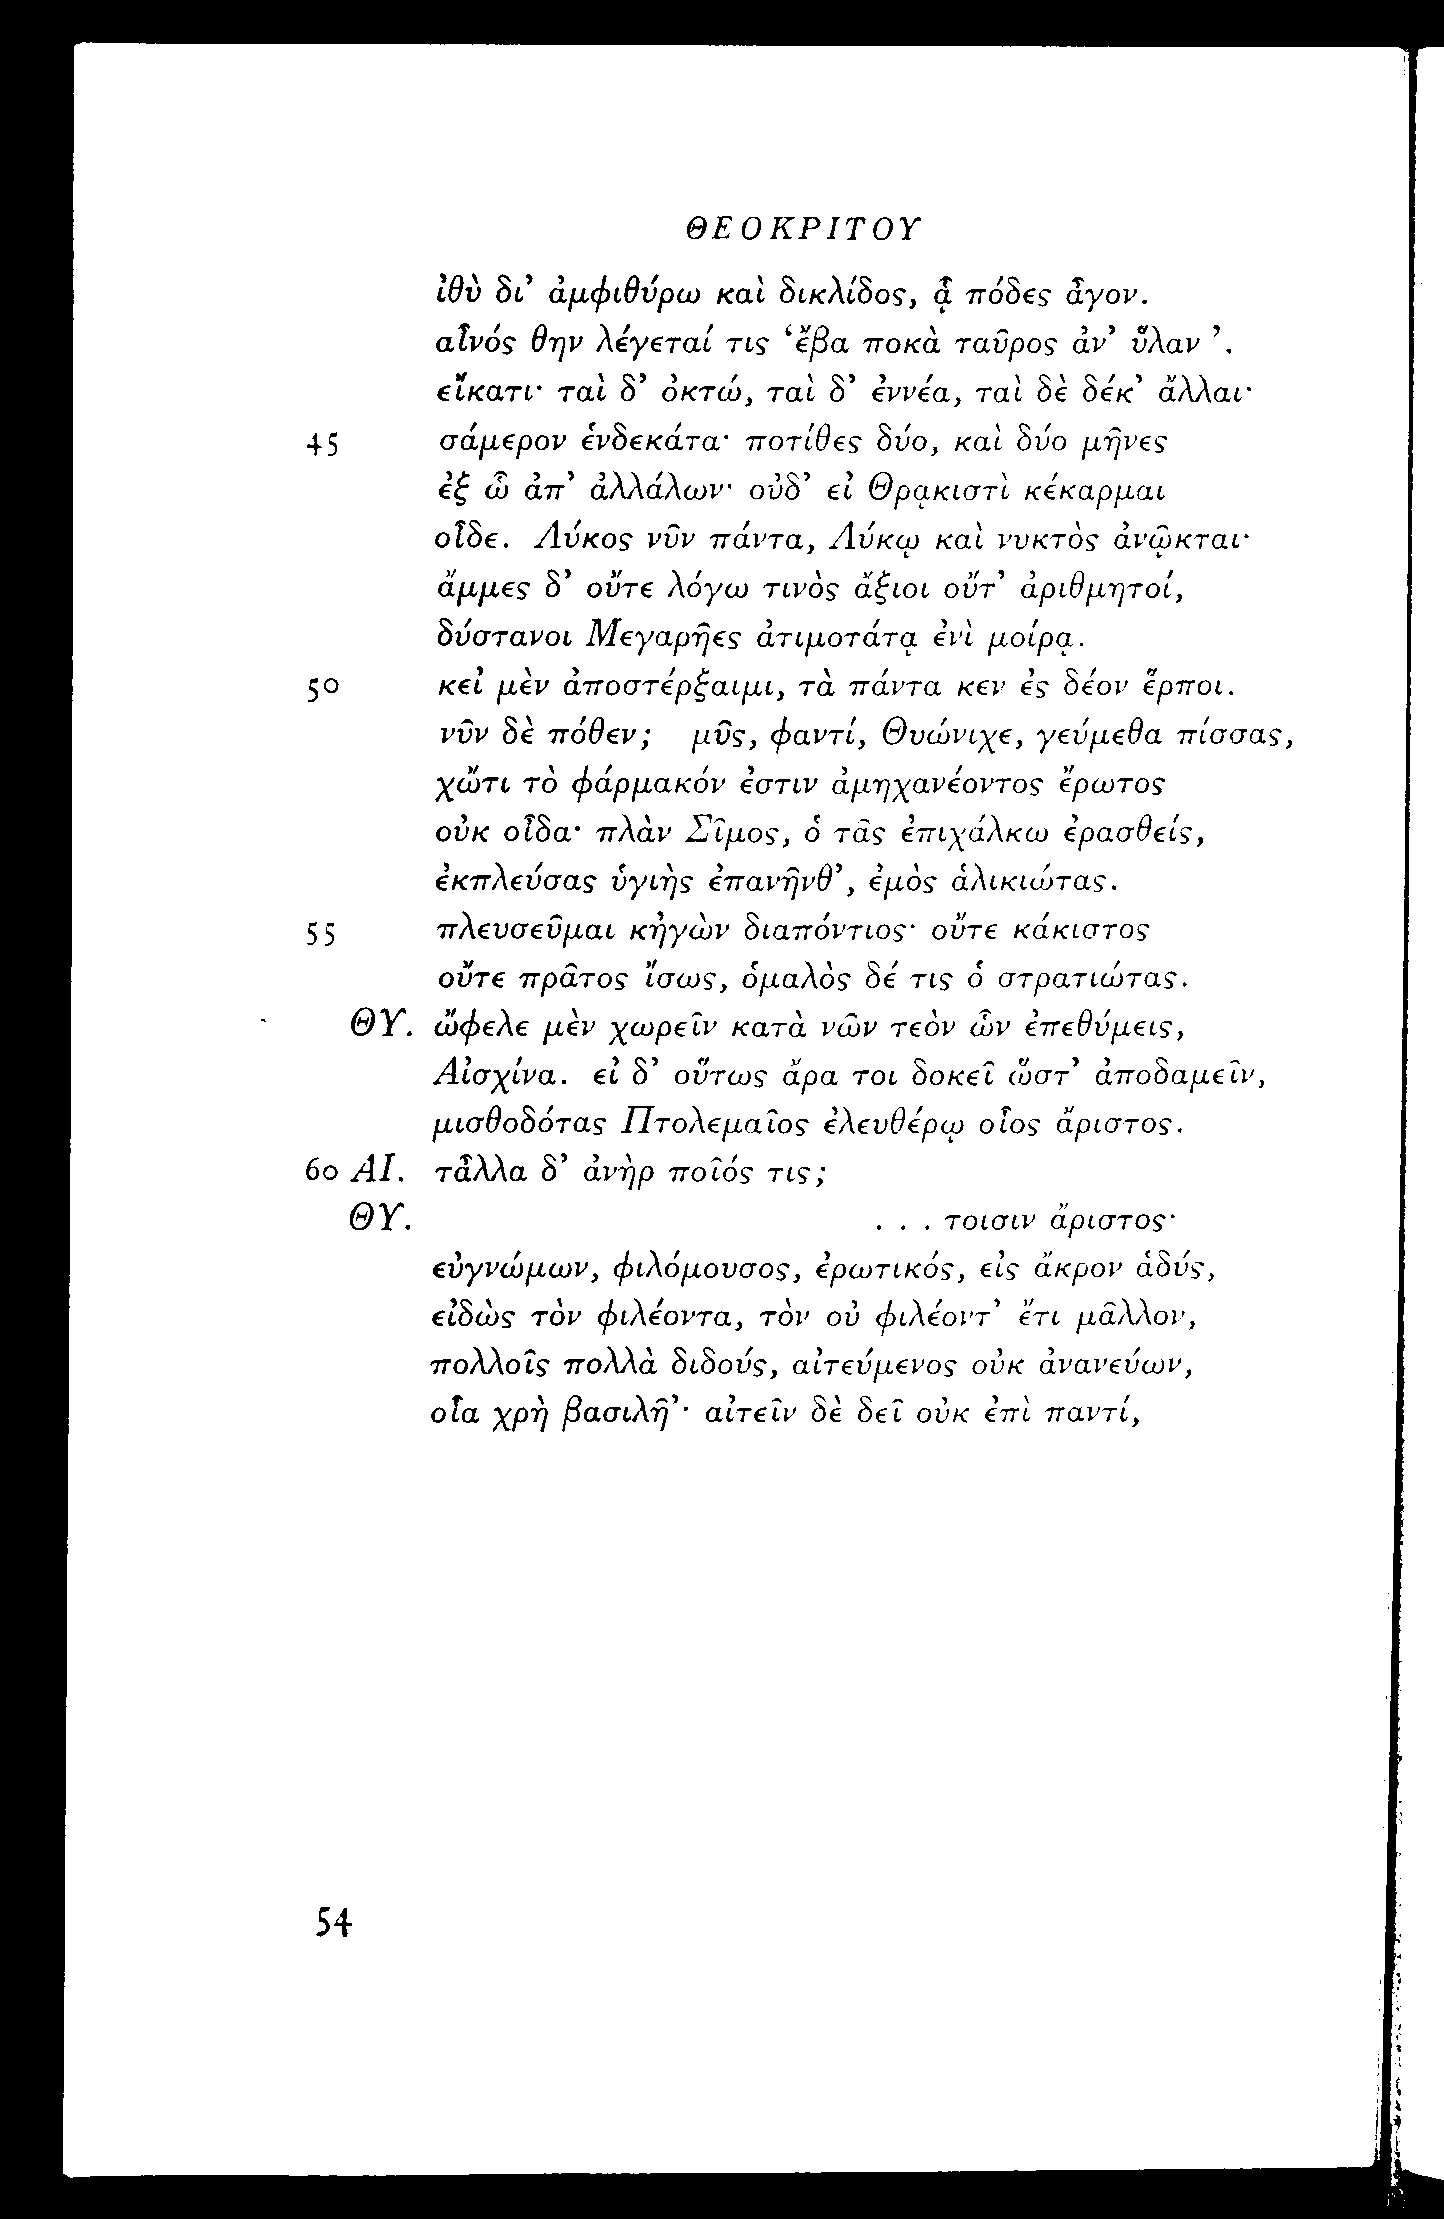 ΘΕΟΚΡΙΤΟΥ
ἰθὺ δι’ ἀμφιθύρω καὶ δικλίδος, ᾇ πόδες ἆγον.
αἶνός θην λέγεταί τις ‘ἔβα ποκὰ ταῦρος ἀν’ ὕλαν’.
εἴκατι· ταὶ δ’ ὀκτώ, ταὶ δ’ ἐννέα, ταὶ δὲ δέκ’ ἄλλαι·
45 σάμερον ἑνδεκάτα· ποτίθες δύο, καὶ δύο μῆνες
ἐξ ὧ ἀπ’ ἀλλάλων· οὐδ’ εἰ Θρᾳκιστὶ κέκαρμαι
οἶδε. Λύκος νῦν πάντα, Λύκῳ καὶ νυκτὸς ἀνῷκται·
ἄμμες δ’ οὔτε λόγω τινὸς ἄξιοι οὔτ’ ἀριθμητοί,
δύστανοι Μεγαρῆες ἀτιμοτάτᾳ ἐνὶ μοίρᾳ.
50 κεἰ μὲν ἀποστέρξαιμι, τὰ πάντα κεν ἐς δέον ἕρποι.
νῦν δὲ πόθεν; μῦς, φαντί, Θυώνιχε, γεύμεθα πίσσας,
χὤτι τὸ φάρμακόν ἐστιν ἀμηχανέοντος ἔρωτος
οὐκ οἶδα· πλὰν Σῖμος, ὁ τᾶς ἐπιχάλκω ἐρασθείς,
ἐκπλεύσας ὑγιὴς ἐπανῆνθ’, ἐμὸς ἁλικιώτας.
55 πλευσεῦμαι κἠγὼν διαπόντιος· οὔτε κάκιστος
οὔτε πρᾶτος ἴσως, ὁμαλὸς δέ τις ὁ στρατιώτας.
ΘΥ. ὤφελε μὲν χωρεῖν κατὰ νῶν τεὸν ὧν ἐπεθύμεις,
Αἰσχίνα. εἰ δ’ οὕτως ἄρα τοι δοκεῖ ὥστ’ ἀποδαμεῖν,
μισθοδότας Πτολεμαῖος ἐλευθέρῳ οἷος ἄριστος.
60 ΑΙ. τἆλλα δ’ ἀνὴρ ποῖός τις;
ΘΥ. . . . τοισιν ἄριστος·
εὐγνώμων, φιλόμουσος, ἐρωτικός, εἰς ἄκρον ἁδύς,
εἰδὼς τὸν φιλέοντα, τὸν οὐ φιλέοντ’ ἔτι μᾶλλον,
πολλοῖς πολλὰ διδούς, αἰτεύμενος οὐκ ἀνανεύων,
οἷα χρὴ βασιλῆ’· αἰτεῖν δὲ δεῖ οὐκ ἐπὶ παντί,
54